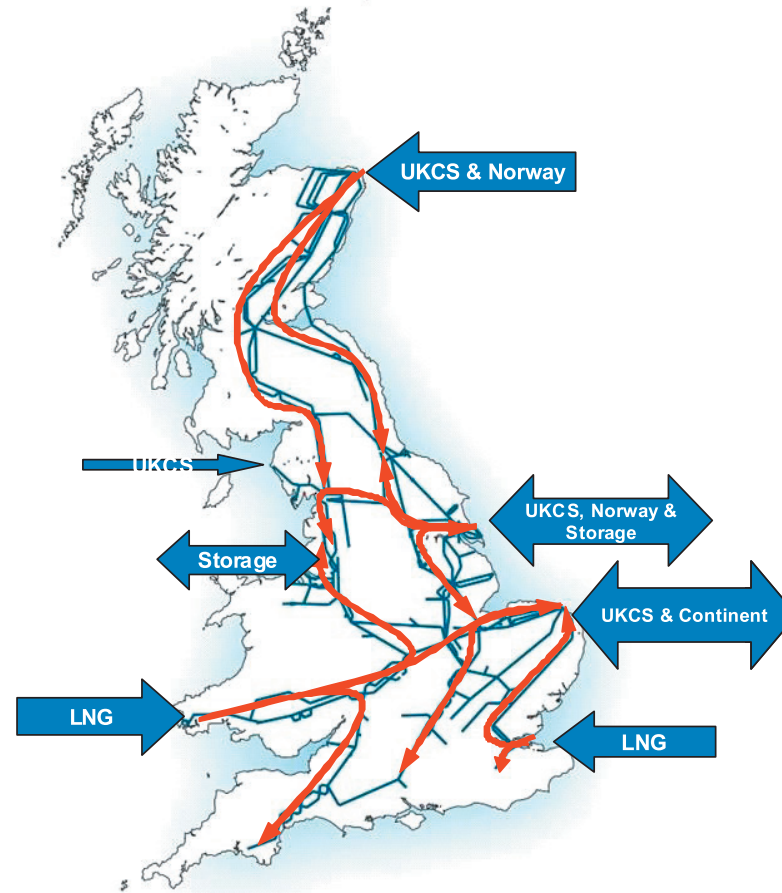 UKCS & Norway
UKCS
UKCS, Norway &
Storage
Storage
UKCS & Continent
LNG
LNG